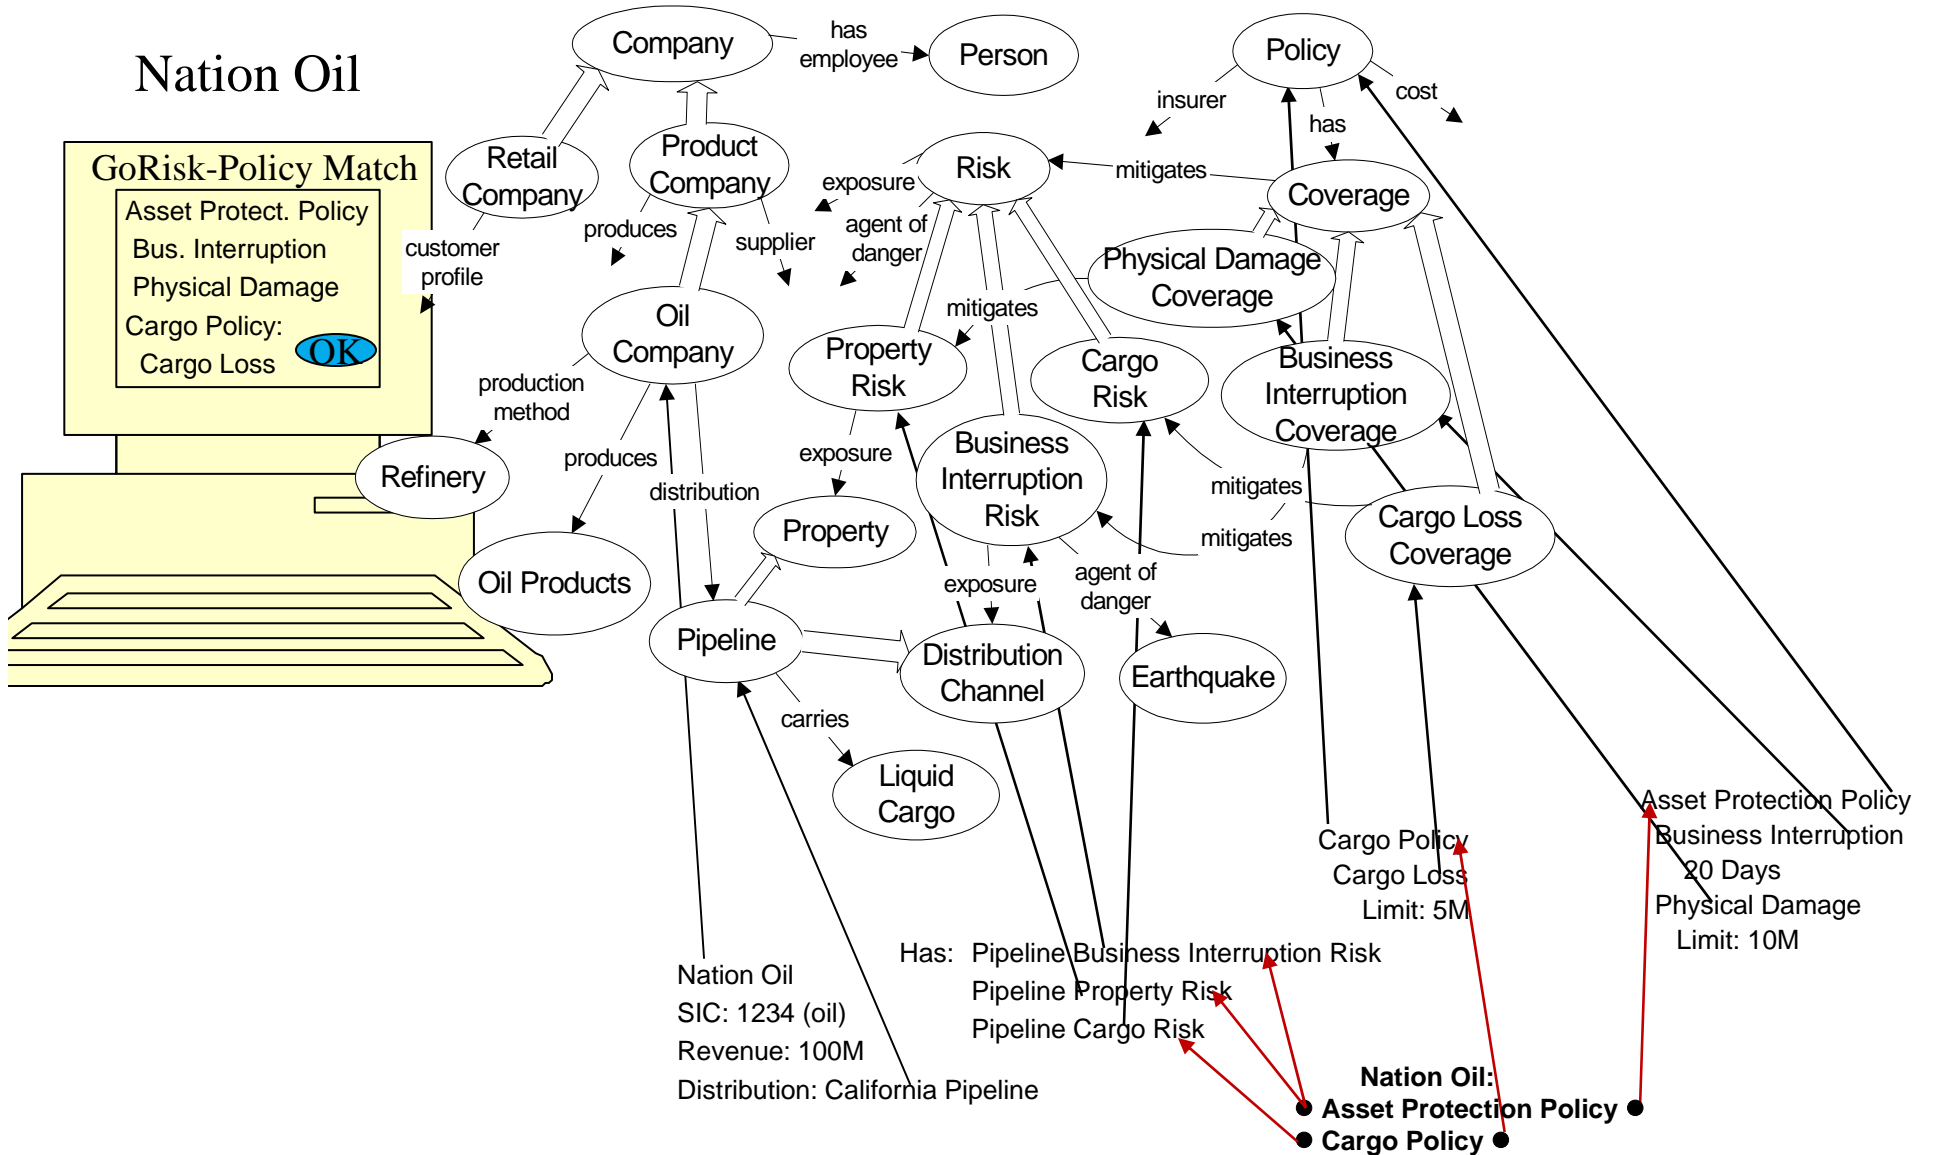 Nation Oil
GoRisk-Policy Match
Asset Protect. Policy
Bus. Interruption
Physical Damage
Cargo Policy:
Cargo Loss
OK
Company
has
employee
Person
Policy
insurer
has
cost
Retail
Company
Product
Company
Risk
mitigates
Coverage
customer
profile
produces
supplier
exposure
agent of
danger
Physical Damage
Coverage
mitigates
Oil
Company
Property
Risk
Cargo
Risk
Business
Interruption
Coverage
production
method
Refinery
produces
distribution
exposure
Business
Interruption
Risk
mitigates
mitigates
Cargo Loss
Coverage
Property
Oil Products
exposure
agent of
danger
Pipeline
Distribution
Channel
Earthquake
carries
Liquid
Cargo
Asset Protection Policy
Business Interruption
20 Days
Physical Damage
Limit: 10M
Cargo Policy
Cargo Loss
Limit: 5M
Has: Pipeline Business Interruption Risk
Pipeline Property Risk
Pipeline Cargo Risk
Nation Oil
SIC: 1234 (oil)
Revenue: 100M
Distribution: California Pipeline
Nation Oil:
Asset Protection Policy
Cargo Policy